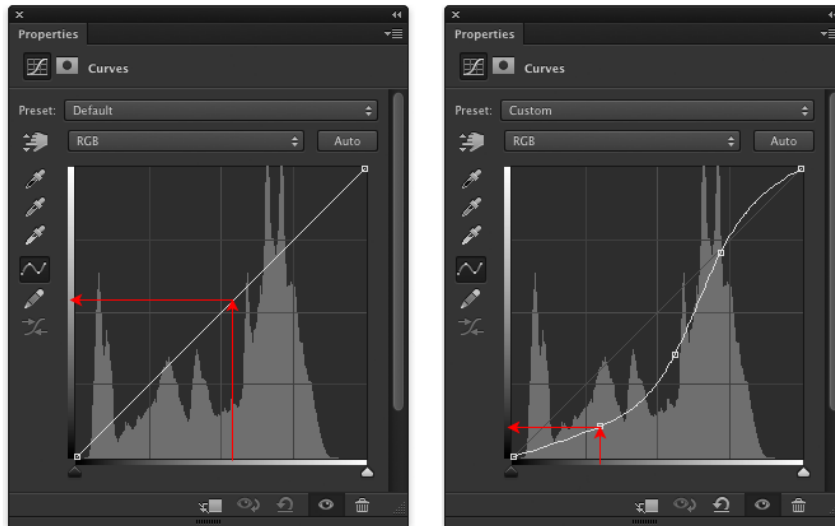 Properties
Curves
Preset: Default
RGB
Auto
Properties
Curves
Preset: Custom
RGB
Auto